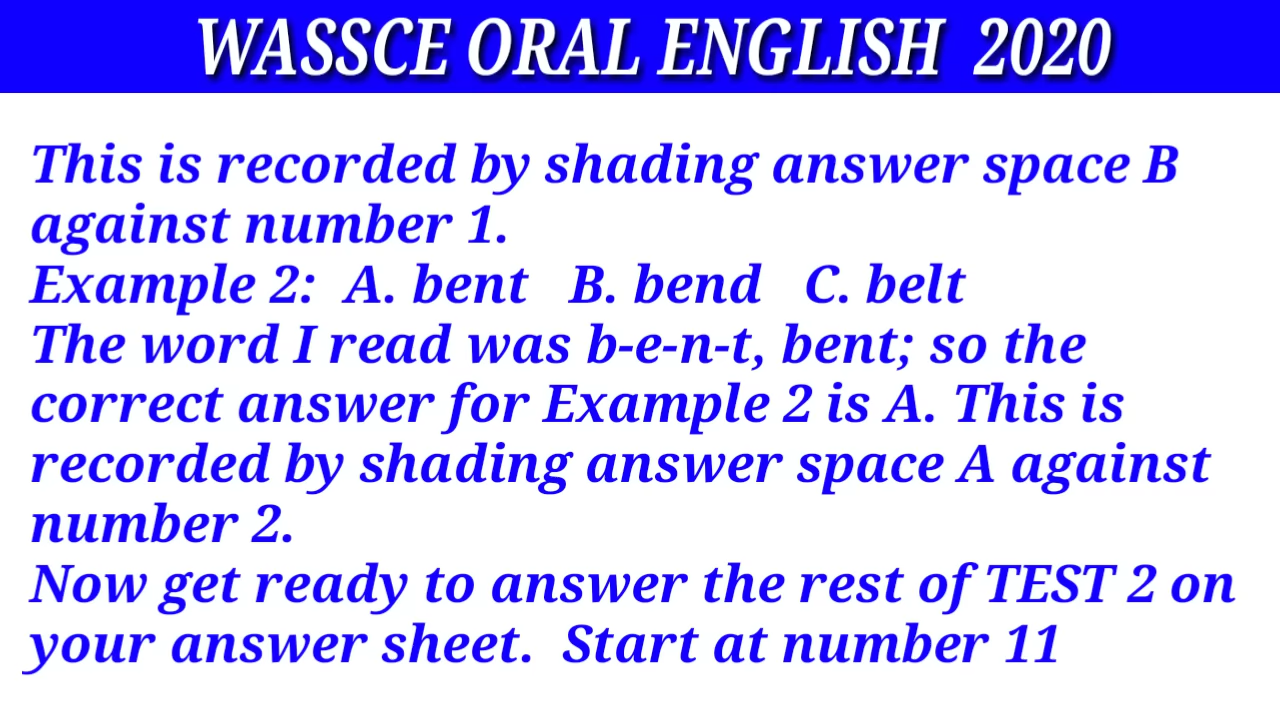 WASSCE ORAL ENGLISH 2020
This is recorded by shading answer space B
against number 1.
Example 2: A. bent B. bend C. belt
The word I read was b-e-n-t, bent; so the
correct answer for Example 2 is A. This is
recorded by shading answer space A against
number 2.
Now get ready to answer the rest of TEST 2 on
your answer sheet. Start at number 11